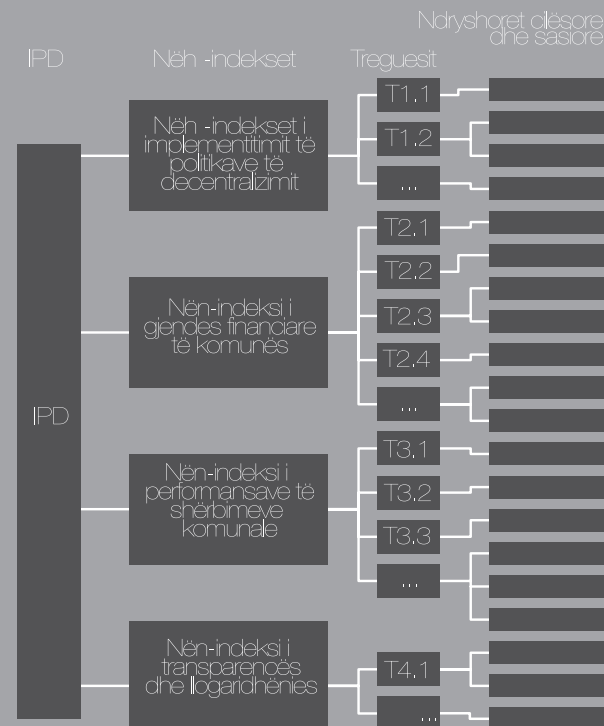 Ndryshoret cilësore
dhe sasiore
IPD
Nëh -indekset
Treguesit
Nëh -indekset i
implementitimit të
politikave të
decentralizimit
T1.1
T1.2
...
Nën-indeksi i
gjendes financiare
të komunës
T2.1
T2.2
T2.3
T2.4
...
IPD
Nën-indeksi i
performansave të
shërbimeve
komunale
T3.1
T3.2
T3.3
...
Nën-indeksi i
transparencës
dhe llogaridhënies
T4.1
...